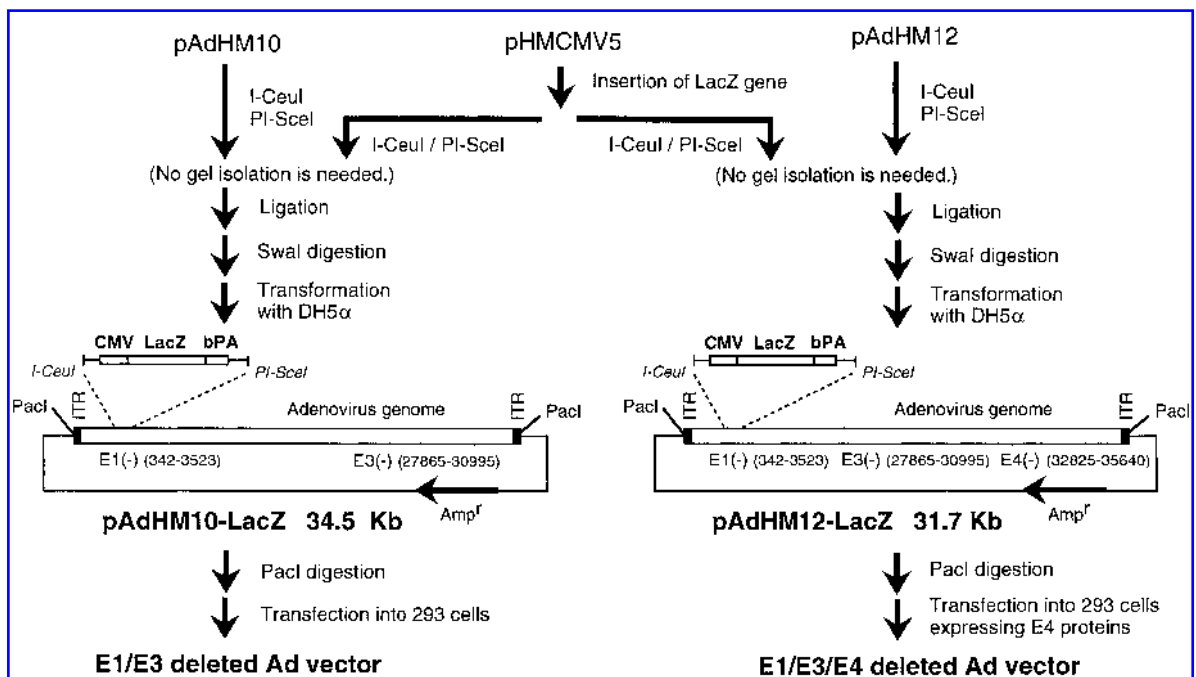 pAdHM10
pHMCMV5
pAdHM12
Insertion of LacZ gene
I-CeuI
PI-SceI
I-CeuI
PI-SceI
I-CeuI / PI-SceI
I-CeuI / PI-SceI
(No gel isolation is needed.)
(No gel isolation is needed.)
Ligation
SwaI digestion
Transformation
with DH5α
CMV LacZ bPA
I-CeuI
PI-SceI
PacI
ITR
Adenovirus genome
ITR
PacI
E1(-) (342-3523)
E3(-) (27865-30995)
Ampr
pAdHM10-LacZ 34.5 Kb
PacI digestion
Transfection into 293 cells
E1/E3 deleted Ad vector
Ligation
SwaI digestion
Transformation
with DH5α
CMV LacZ bPA
I-CeuI
PI-SceI
PacI
ITR
Adenovirus genome
ITR
PacI
E1(-) (342-3523)
E3(-) (27865-30995)
E4(-) (32825-35640)
Ampr
pAdHM12-LacZ 31.7 Kb
PacI digestion
Transfection into 293 cells
expressing E4 proteins
E1/E3/E4 deleted Ad vector